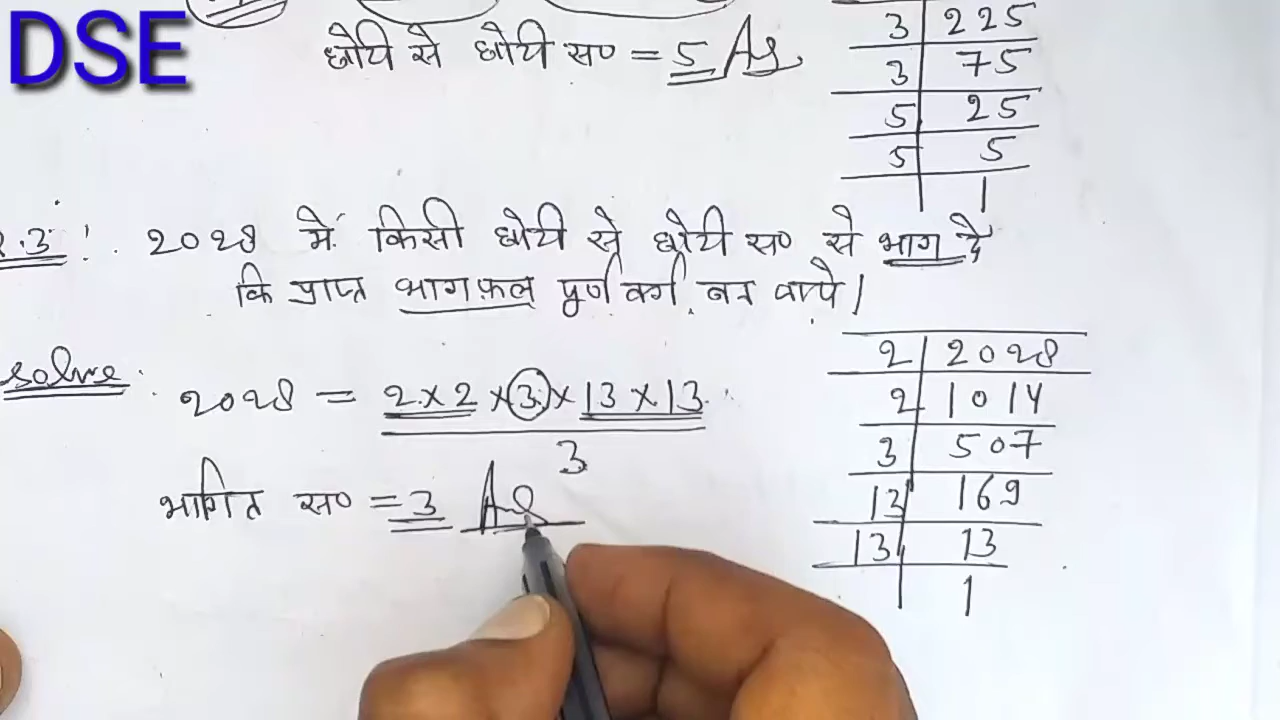 DSE
छोटी से छोटी स० = 5 Ans
3 | 225
3 | 75
5 | 25
5 | 5
1
Q.3 : 2028 में किसी छोटी से छोटी स० से भाग दें
कि प्राप्त भागफल पूर्ण वर्ग बन जाये।
solve :
2028 = 2 × 2 × 3 × 13 × 13
3
भाजित स० = 3 Ans
2 | 2028
2 | 1014
3 | 507
13 | 169
13 | 13
1